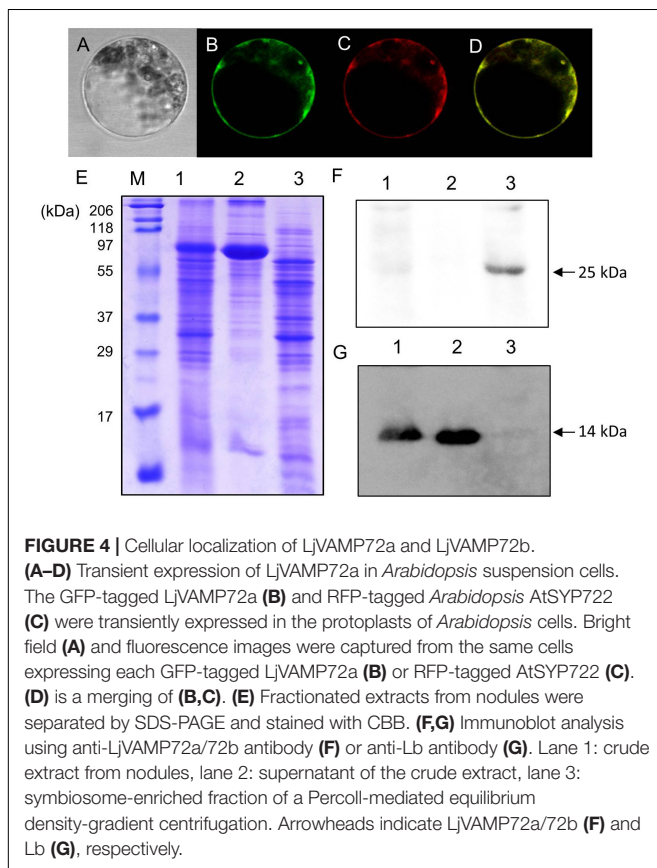 A B C D
E M 1 2 3
(kDa)
206
118
97
55
37
29
17
F
1 2 3
25 kDa
G
1 2 3
14 kDa
FIGURE 4 | Cellular localization of LjVAMP72a and LjVAMP72b.
(A–D) Transient expression of LjVAMP72a in Arabidopsis suspension cells.
The GFP-tagged LjVAMP72a (B) and RFP-tagged Arabidopsis AtSYP722
(C) were transiently expressed in the protoplasts of Arabidopsis cells. Bright
field (A) and fluorescence images were captured from the same cells
expressing each GFP-tagged LjVAMP72a (B) or RFP-tagged AtSYP722 (C).
(D) is a merging of (B,C). (E) Fractionated extracts from nodules were
separated by SDS-PAGE and stained with CBB. (F,G) Immunoblot analysis
using anti-LjVAMP72a/72b antibody (F) or anti-Lb antibody (G). Lane 1: crude
extract from nodules, lane 2: supernatant of the crude extract, lane 3:
symbiosome-enriched fraction of a Percoll-mediated equilibrium
density-gradient centrifugation. Arrowheads indicate LjVAMP72a/72b (F) and
Lb (G), respectively.